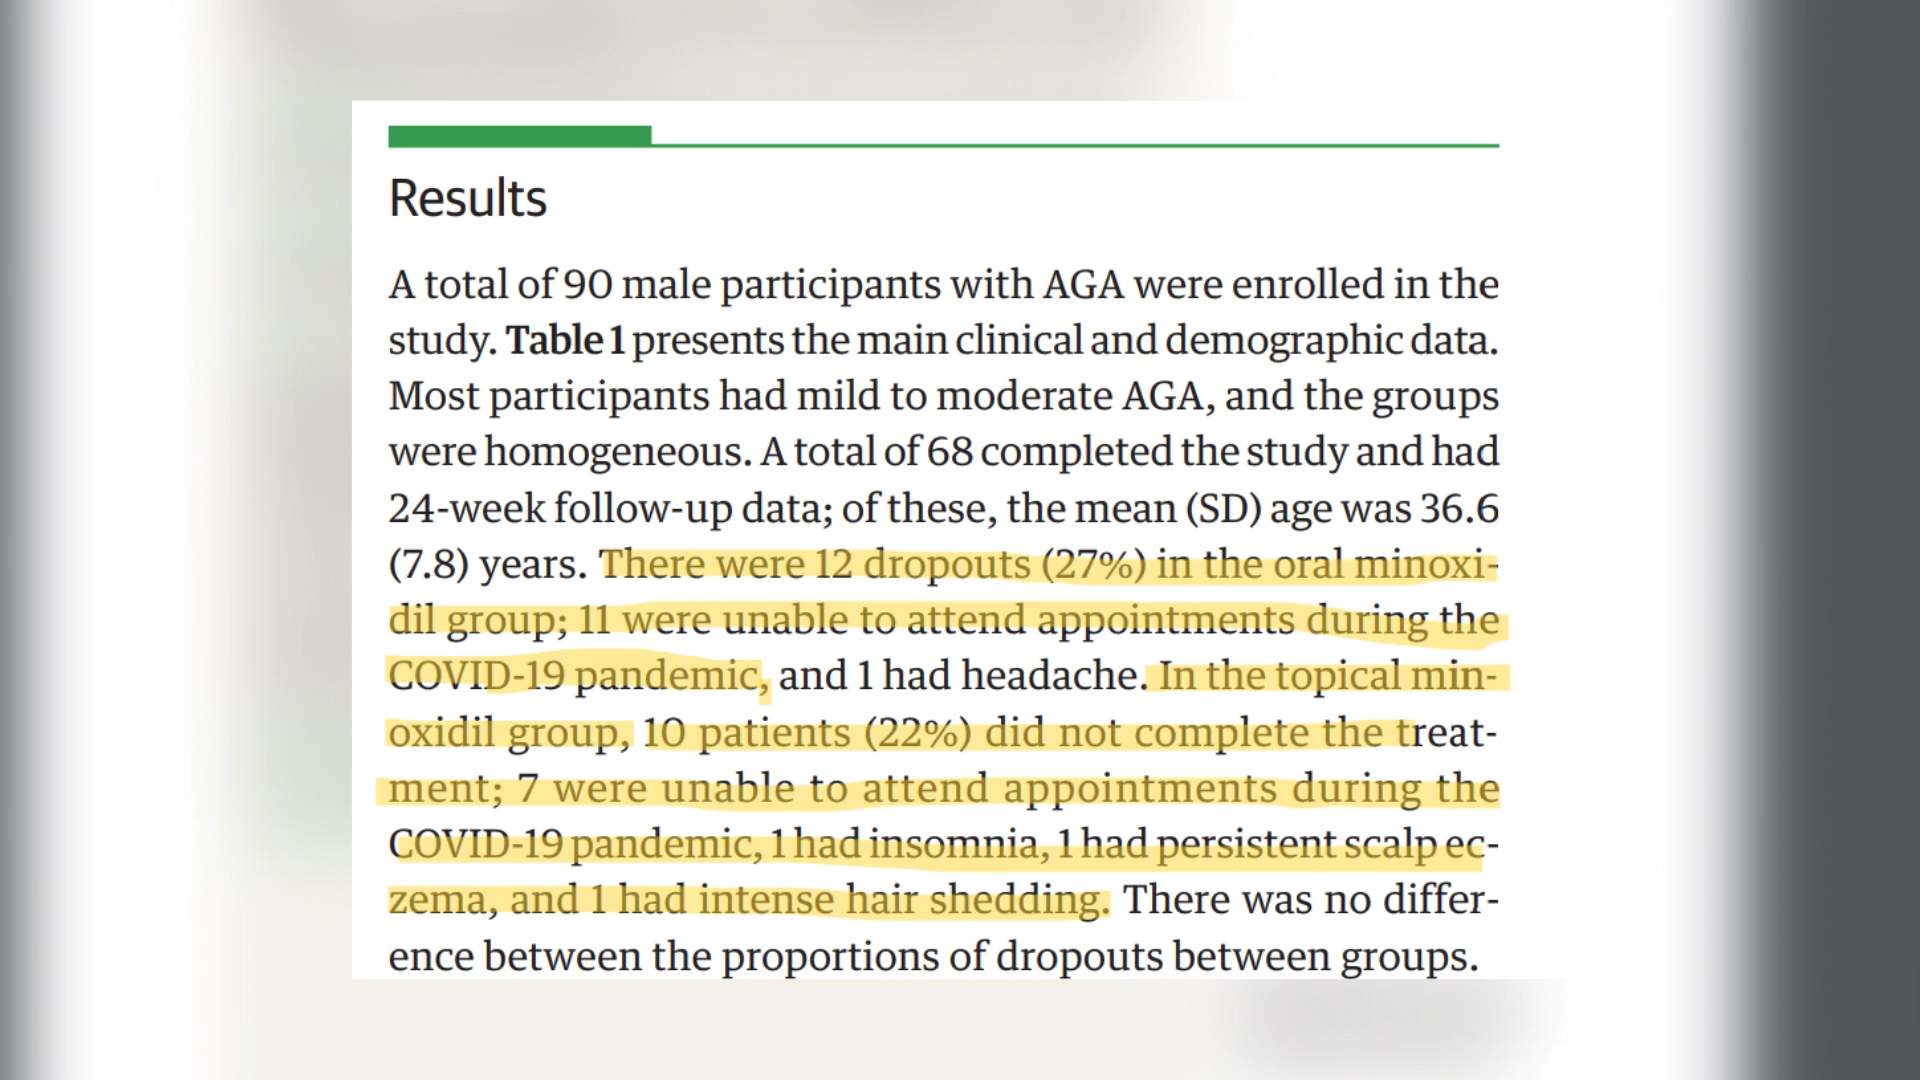 Results
A total of 90 male participants with AGA were enrolled in the
study. Table 1 presents the main clinical and demographic data.
Most participants had mild to moderate AGA, and the groups
were homogeneous. A total of 68 completed the study and had
24-week follow-up data; of these, the mean (SD) age was 36.6
(7.8) years. There were 12 dropouts (27%) in the oral minoxi-
dil group; 11 were unable to attend appointments during the
COVID-19 pandemic, and 1 had headache. In the topical min-
oxidil group, 10 patients (22%) did not complete the treat-
ment; 7 were unable to attend appointments during the
COVID-19 pandemic, 1 had insomnia, 1 had persistent scalp ec-
zema, and 1 had intense hair shedding. There was no differ-
ence between the proportions of dropouts between groups.